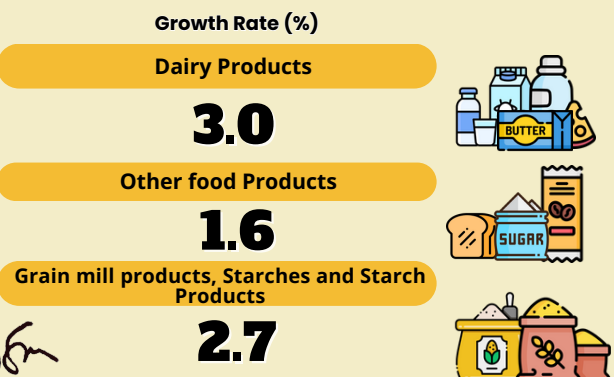 Growth Rate (%)
Dairy Products
3.0
BUTTER
Other food Products
1.6
SUGAR
Grain mill products, Starches and Starch
Products
2.7